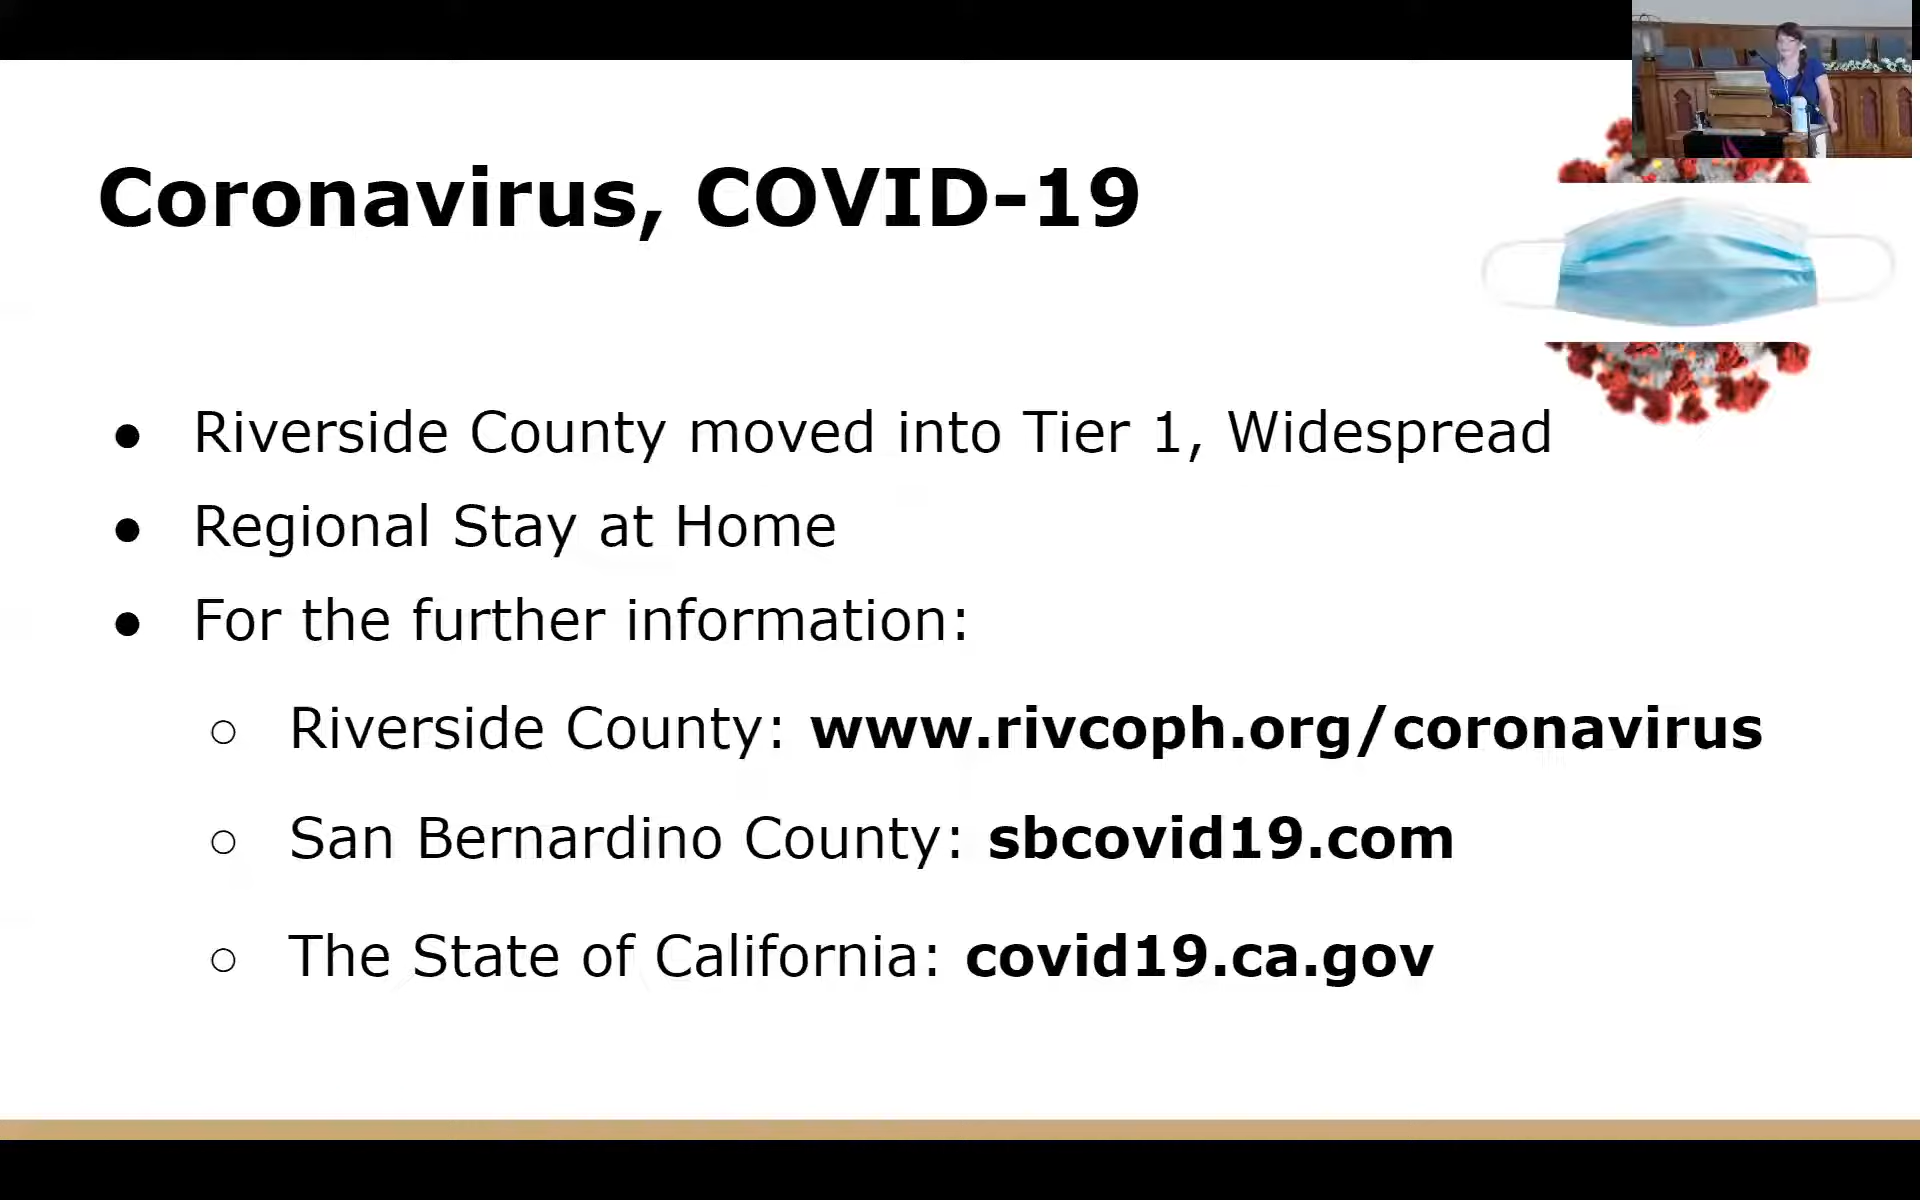 Coronavirus, COVID-19
● Riverside County moved into Tier 1, Widespread
● Regional Stay at Home
● For the further information:
○ Riverside County: www.rivcoph.org/coronavirus
○ San Bernardino County: sbcovid19.com
○ The State of California: covid19.ca.gov